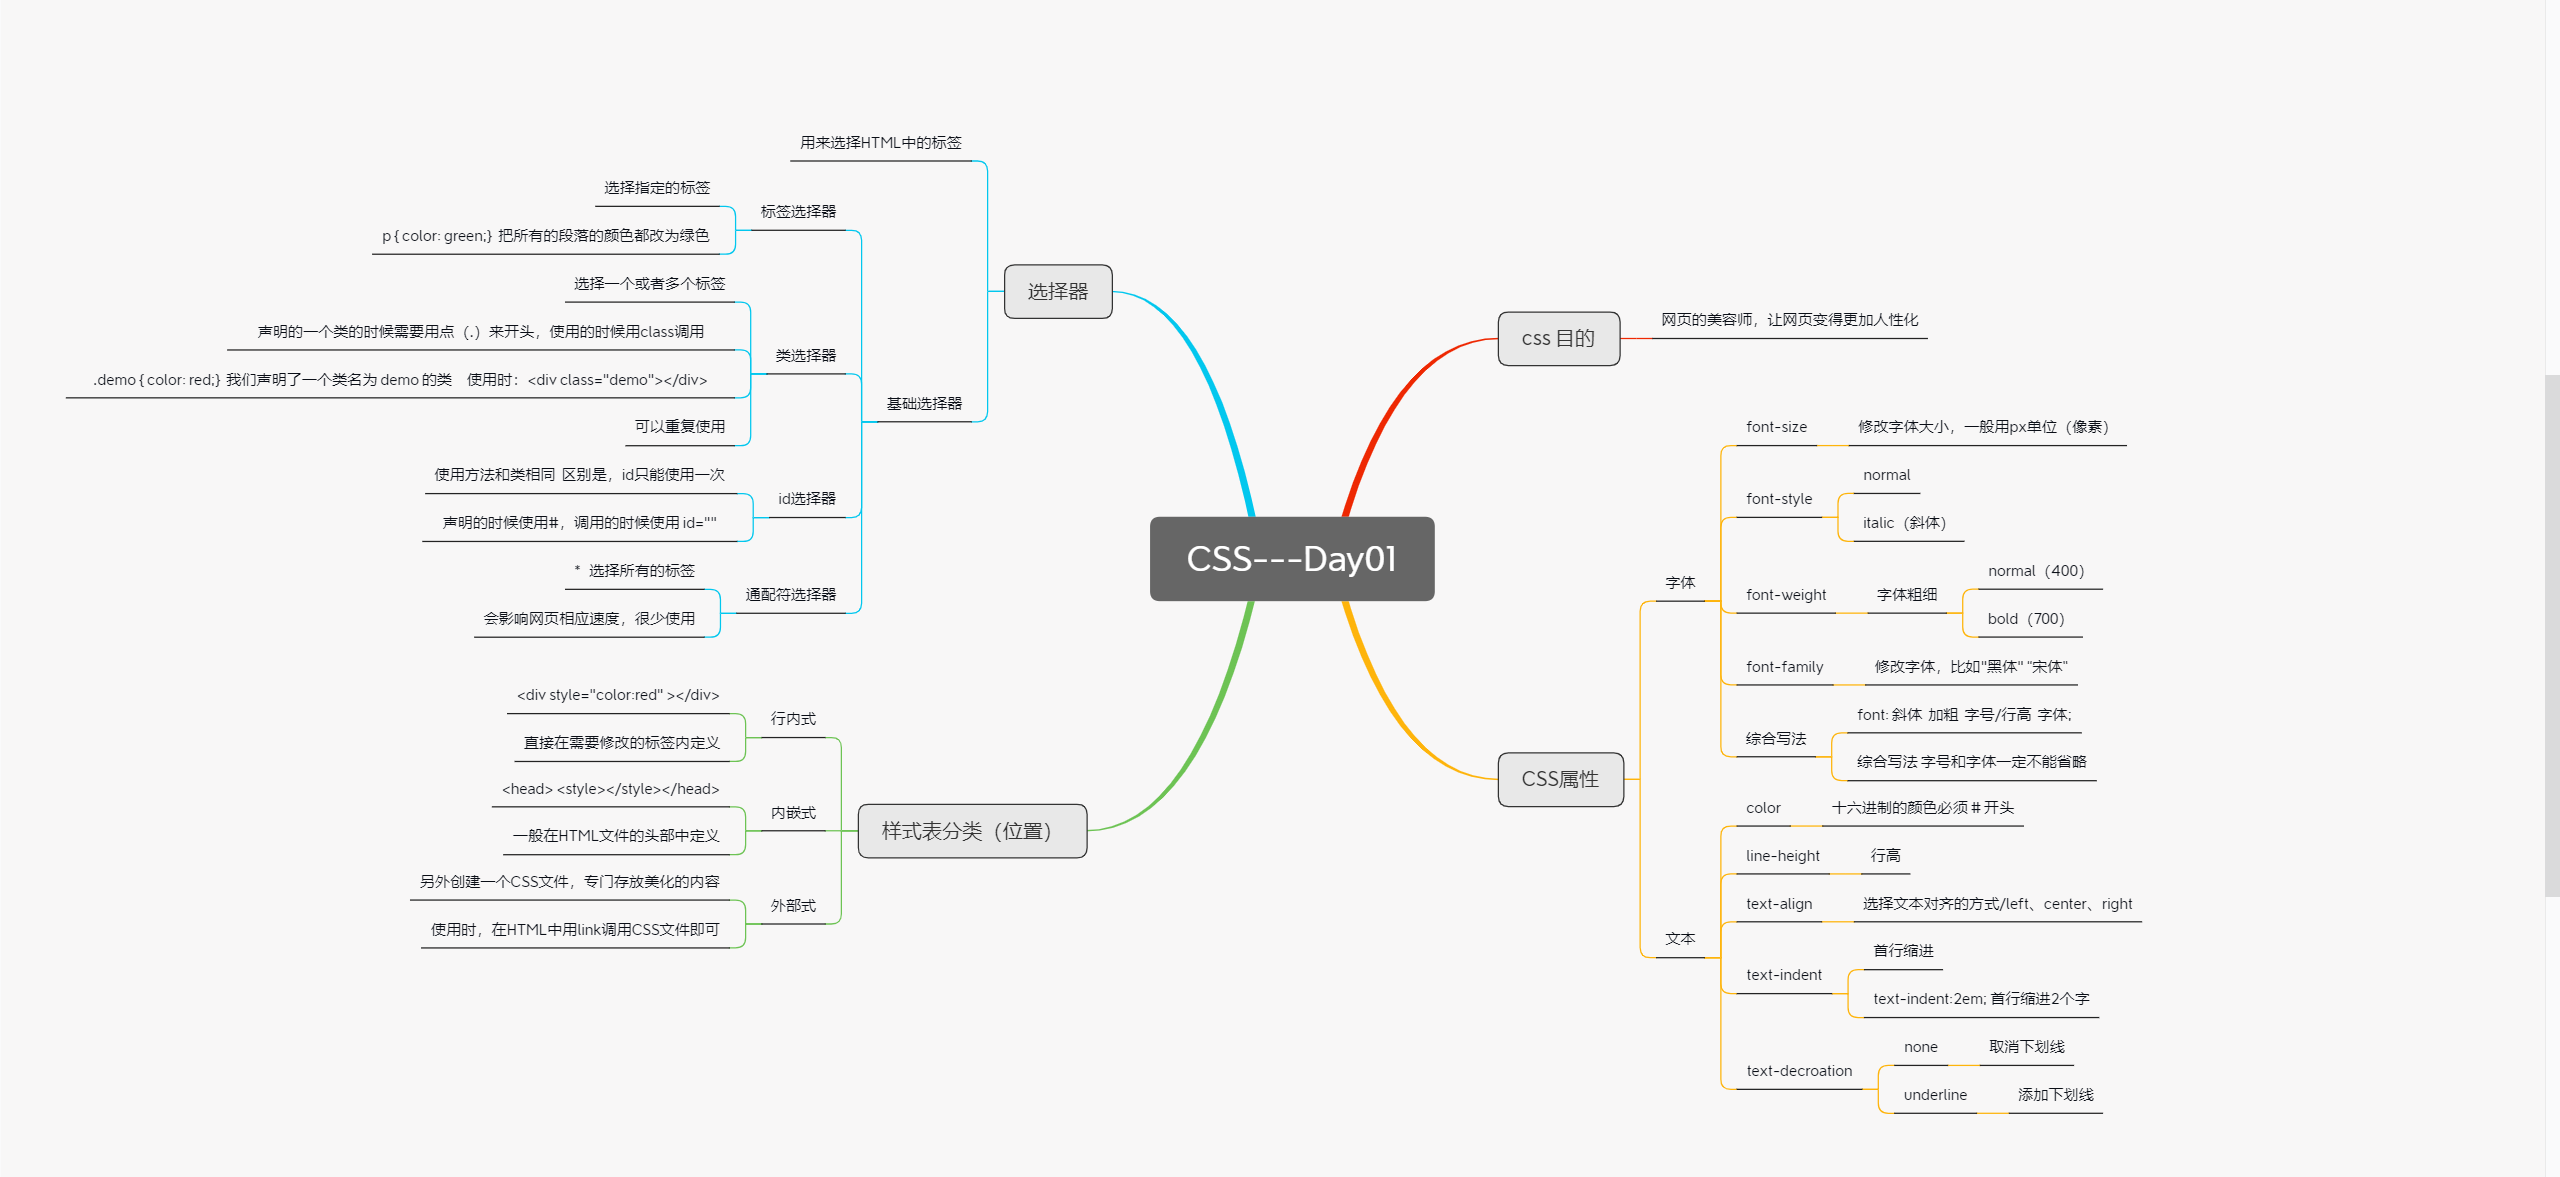 CSS---Day01
选择器
用来选择HTML中的标签
基础选择器
标签选择器
选择指定的标签
p { color: green;} 把所有的段落的颜色都改为绿色
类选择器
选择一个或者多个标签
声明的一个类的时候需要用点（.）来开头，使用的时候用class调用
.demo { color: red;} 我们声明了一个类名为 demo 的类 使用时：<div class="demo"></div>
可以重复使用
id选择器
使用方法和类相同 区别是，id只能使用一次
声明的时候使用#，调用的时候使用 id=""
通配符选择器
* 选择所有的标签
会影响网页相应速度，很少使用
样式表分类（位置）
行内式
<div style="color:red" ></div>
直接在需要修改的标签内定义
内嵌式
<head> <style></style></head>
一般在HTML文件的头部中定义
外部式
另外创建一个CSS文件，专门存放美化的内容
使用时，在HTML中用link调用CSS文件即可
css 目的
网页的美容师，让网页变得更加人性化
CSS属性
字体
font-size
修改字体大小，一般用px单位（像素）
font-style
normal
italic（斜体）
font-weight
字体粗细
normal（400）
bold（700）
font-family
修改字体，比如"黑体" "宋体"
综合写法
font: 斜体 加粗 字号/行高 字体;
综合写法 字号和字体一定不能省略
文本
color
十六进制的颜色必须 # 开头
line-height
行高
text-align
选择文本对齐的方式/left、center、right
text-indent
首行缩进
text-indent:2em; 首行缩进2个字
text-decroation
none
取消下划线
underline
添加下划线